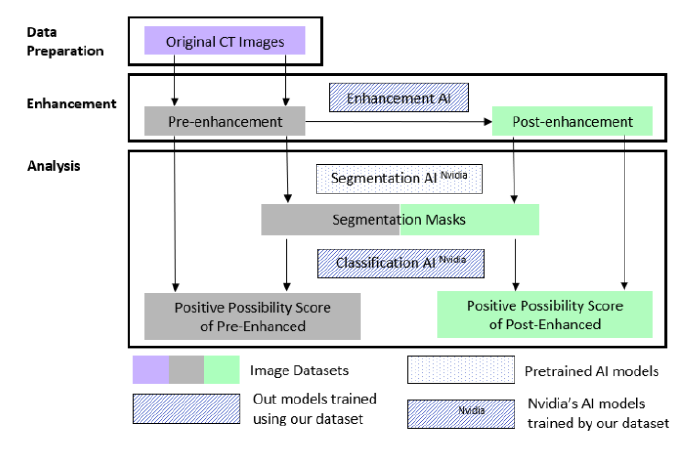 Data
Preparation
Original CT Images
Enhancement
Enhancement AI
Pre-enhancement
Post-enhancement
Analysis
Segmentation AI Nvidia
Segmentation Masks
Classification AI Nvidia
Positive Possibility Score
of Pre-Enhanced
Positive Possibility Score
of Post-Enhanced
Image Datasets
Pretrained AI models
Out models trained
using our dataset
Nvidia
Nvidia's AI models
trained by our dataset